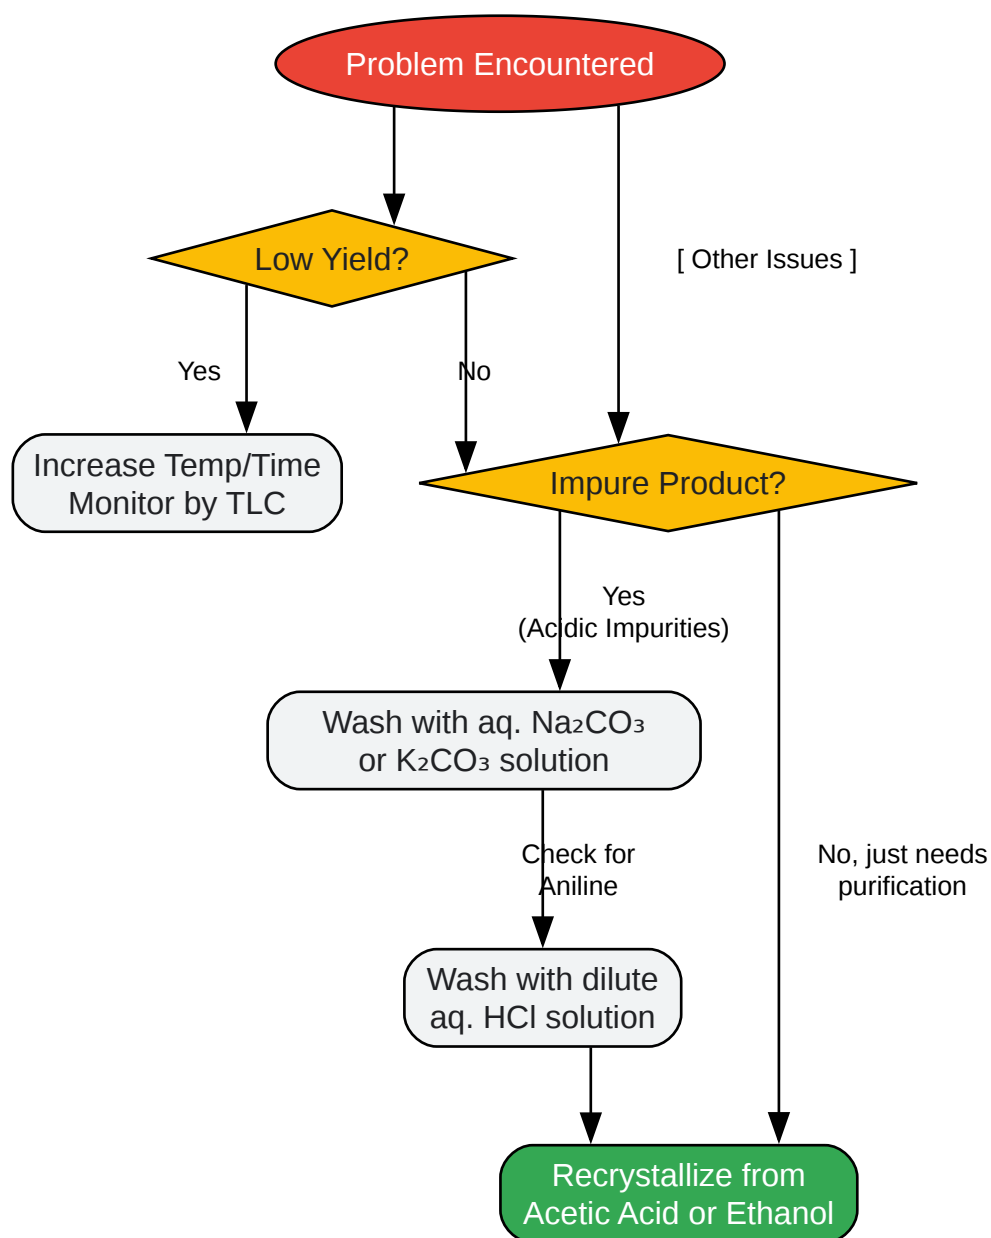 Problem Encountered
Low Yield?
[ Other Issues ]
Yes
No
Increase Temp/Time
Monitor by TLC
Impure Product?
Yes
(Acidic Impurities)
Wash with aq. Na₂CO₃
or K₂CO₃ solution
Check for
Aniline
No, just needs
purification
Wash with dilute
aq. HCl solution
Recrystallize from
Acetic Acid or Ethanol